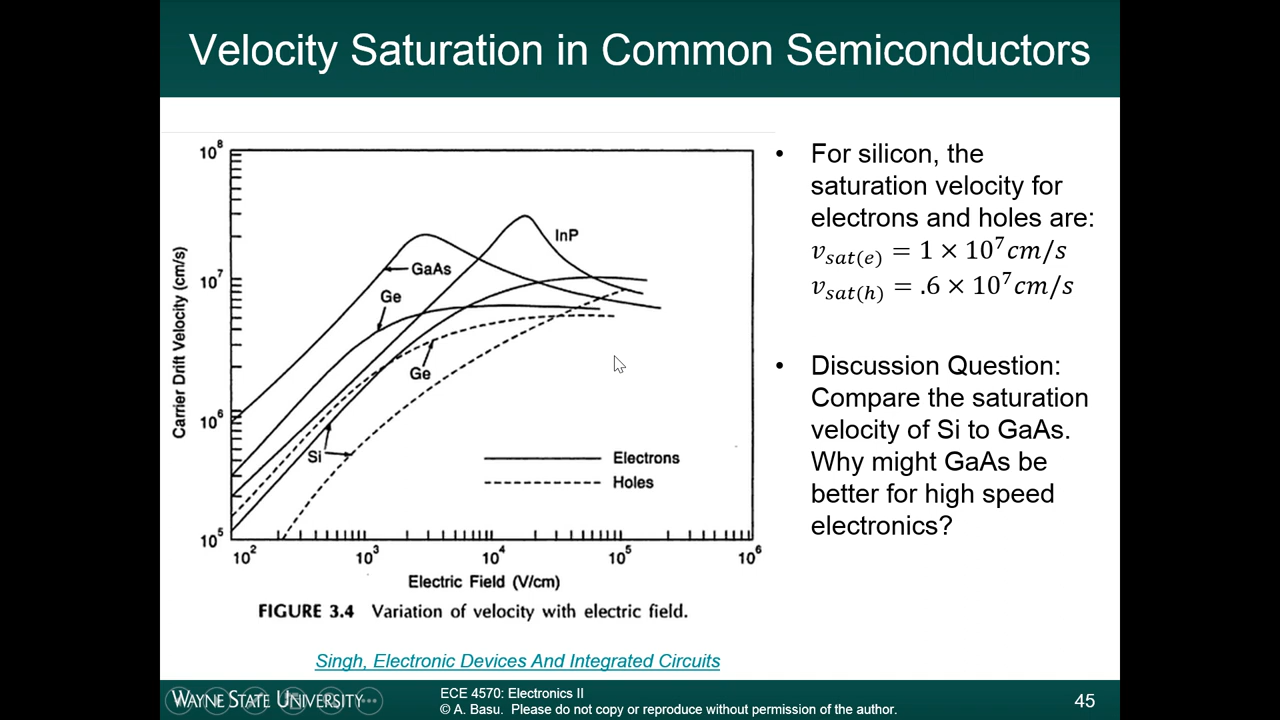 Velocity Saturation in Common Semiconductors
10⁸
10⁷
10⁶
10⁵
Carrier Drift Velocity (cm/s)
InP
GaAs
Ge
Ge
Si
Electrons
Holes
10² 10³ 10⁴ 10⁵ 10⁶
Electric Field (V/cm)
FIGURE 3.4 Variation of velocity with electric field.
Singh, Electronic Devices And Integrated Circuits
• For silicon, the
saturation velocity for
electrons and holes are:
v_sat(e) = 1 × 10⁷cm/s
v_sat(h) = .6 × 10⁷cm/s
• Discussion Question:
Compare the saturation
velocity of Si to GaAs.
Why might GaAs be
better for high speed
electronics?
WAYNE STATE UNIVERSITY
ECE 4570: Electronics II
© A. Basu. Please do not copy or reproduce without permission of the author.
45